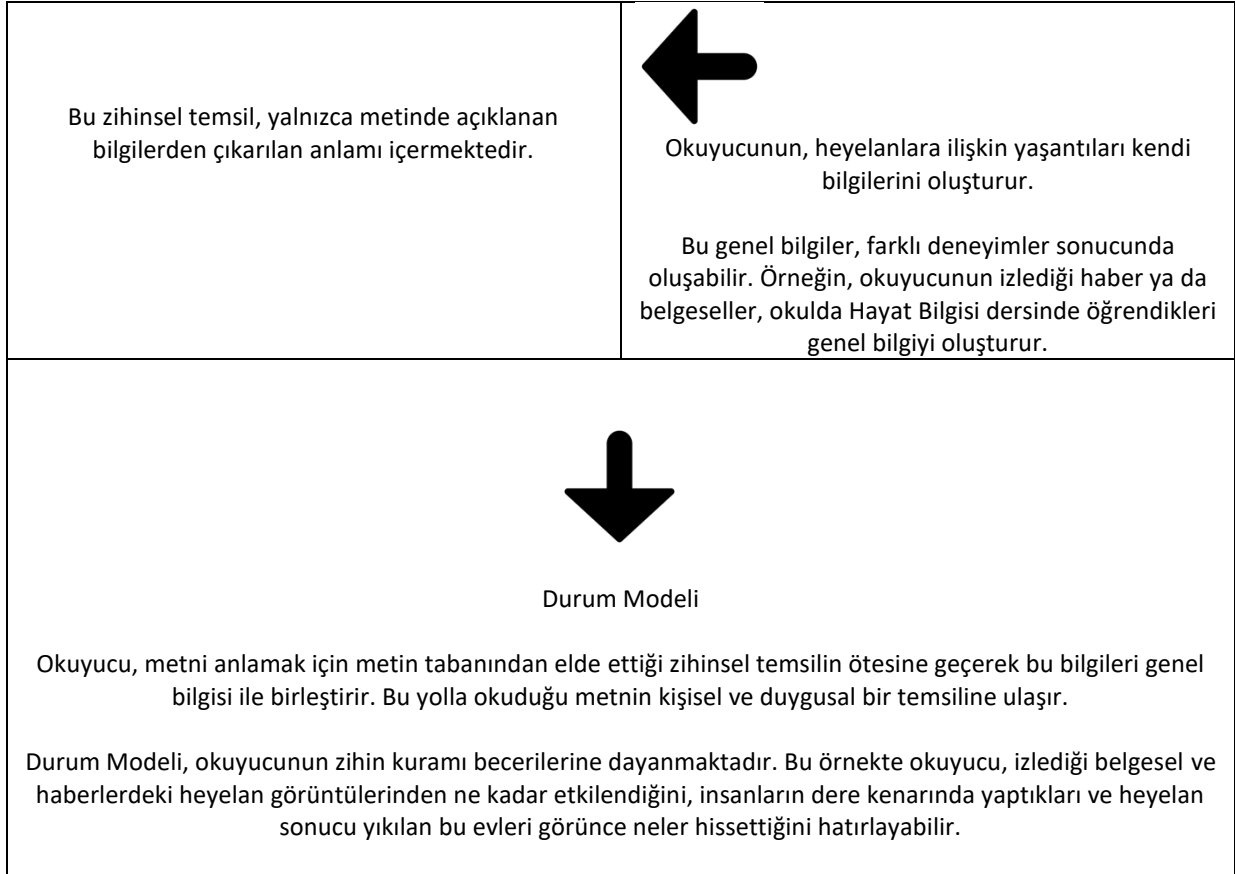 Bu zihinsel temsil, yalnızca metinde açıklanan
bilgilerden çıkarılan anlamı içermektedir.
Okuyucunun, heyelanlara ilişkin yaşantıları kendi
bilgilerini oluşturur.
Bu genel bilgiler, farklı deneyimler sonucunda
oluşabilir. Örneğin, okuyucunun izlediği haber ya da
belgeseller, okulda Hayat Bilgisi dersinde öğrendikleri
genel bilgiyi oluşturur.
Durum Modeli
Okuyucu, metni anlamak için metin tabanından elde ettiği zihinsel temsilin ötesine geçerek bu bilgileri genel
bilgisi ile birleştirir. Bu yolla okuduğu metnin kişisel ve duygusal bir temsiline ulaşır.
Durum Modeli, okuyucunun zihin kuramı becerilerine dayanmaktadır. Bu örnekte okuyucu, izlediği belgesel ve
haberlerdeki heyelan görüntülerinden ne kadar etkilendiğini, insanların dere kenarında yaptıkları ve heyelan
sonucu yıkılan bu evleri görünce neler hissettiğini hatırlayabilir.